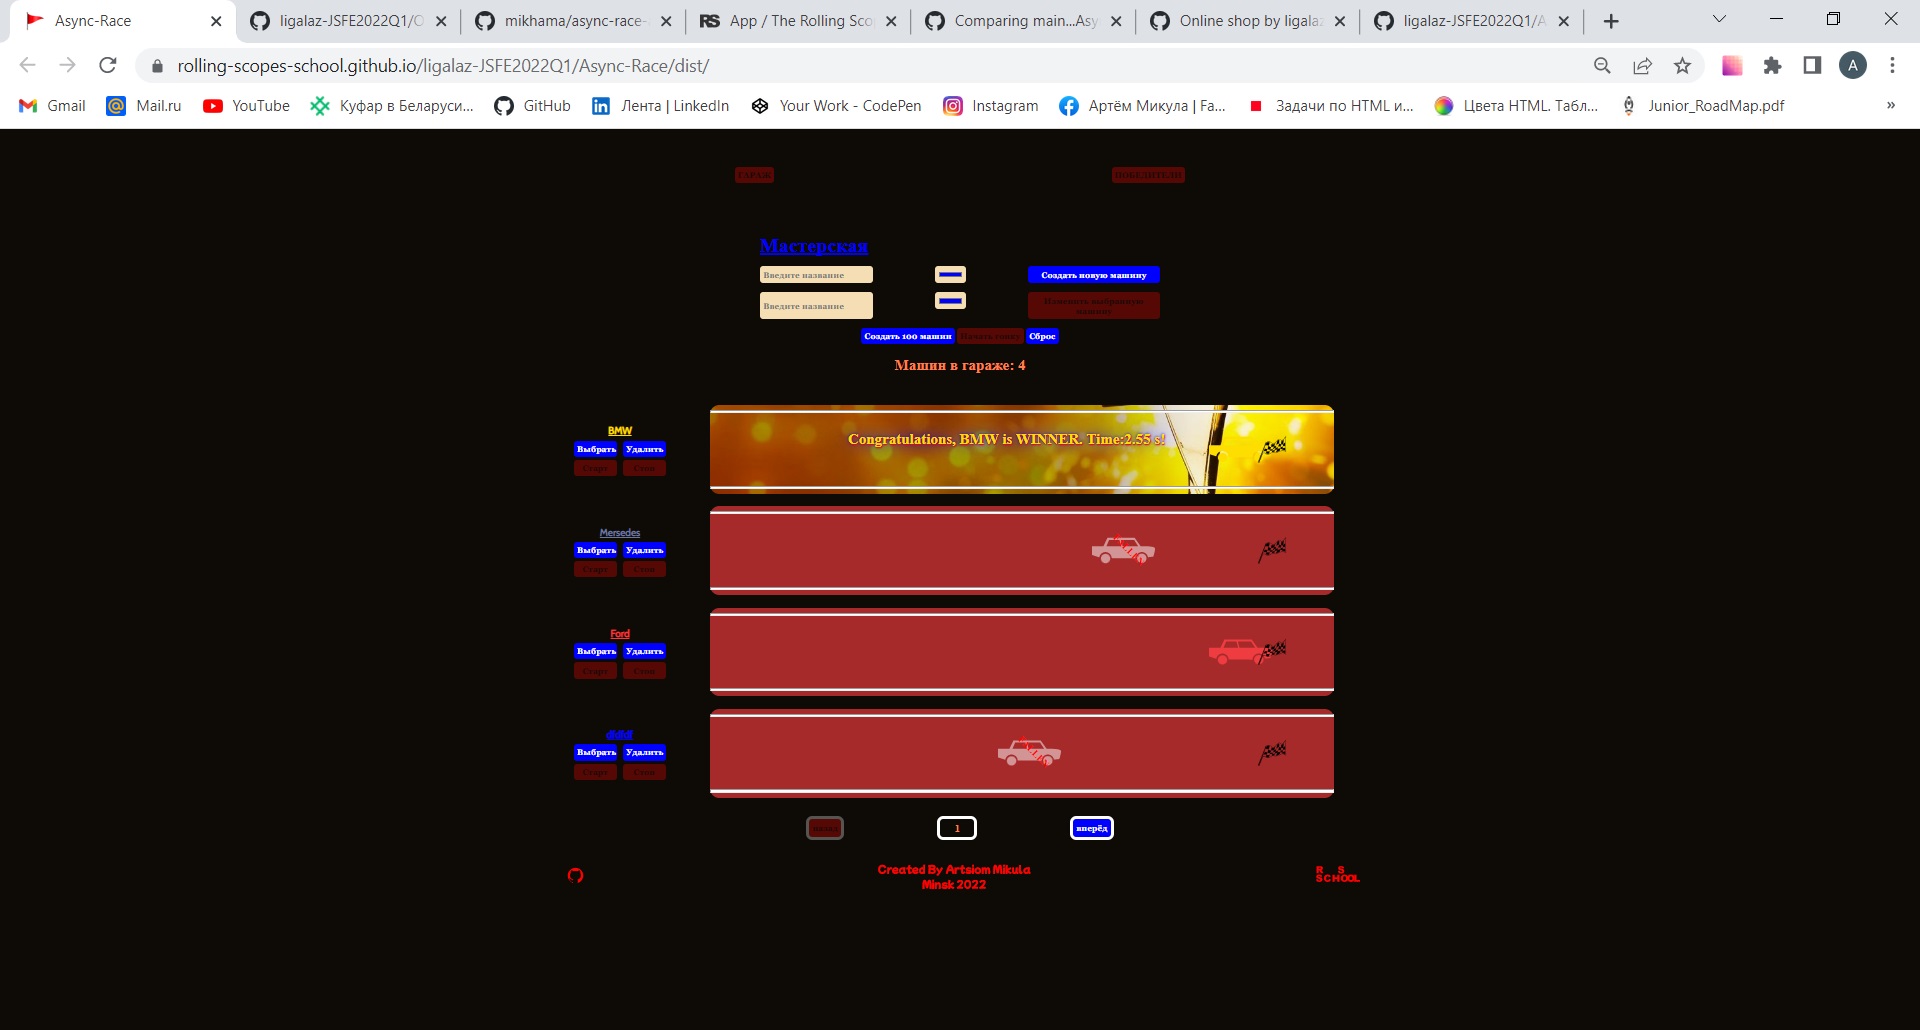 Async-Race
ligalaz-JSFE2022Q1/O
mikhama/async-race-
App / The Rolling Sco
Comparing main...Asy
Online shop by ligala
ligalaz-JSFE2022Q1/A
rolling-scopes-school.github.io/ligalaz-JSFE2022Q1/Async-Race/dist/
A
Gmail
Mail.ru
YouTube
Куфар в Беларуси...
GitHub
Лента | LinkedIn
Your Work - CodePen
Instagram
Артём Микула | Fa...
Задачи по HTML и...
Цвета HTML. Табл...
Junior_RoadMap.pdf
»
ГАРАЖ
ПОБЕДИТЕЛИ
Мастерская
Введите название
Создать новую машину
Введите название
Изменить выбранную
машину
Создать 100 машин
Начать гонку
Сброс
Машин в гараже: 4
BMW
Выбрать Удалить
Старт Стоп
Congratulations, BMW is WINNER. Time:2.55 s!
Mersedes
Выбрать Удалить
Старт Стоп
Ford
Выбрать Удалить
Старт Стоп
Выбрать Удалить
Старт Стоп
назад
1
вперёд
Created By Artsiom Mikula
Minsk 2022
R S
SCHOOL